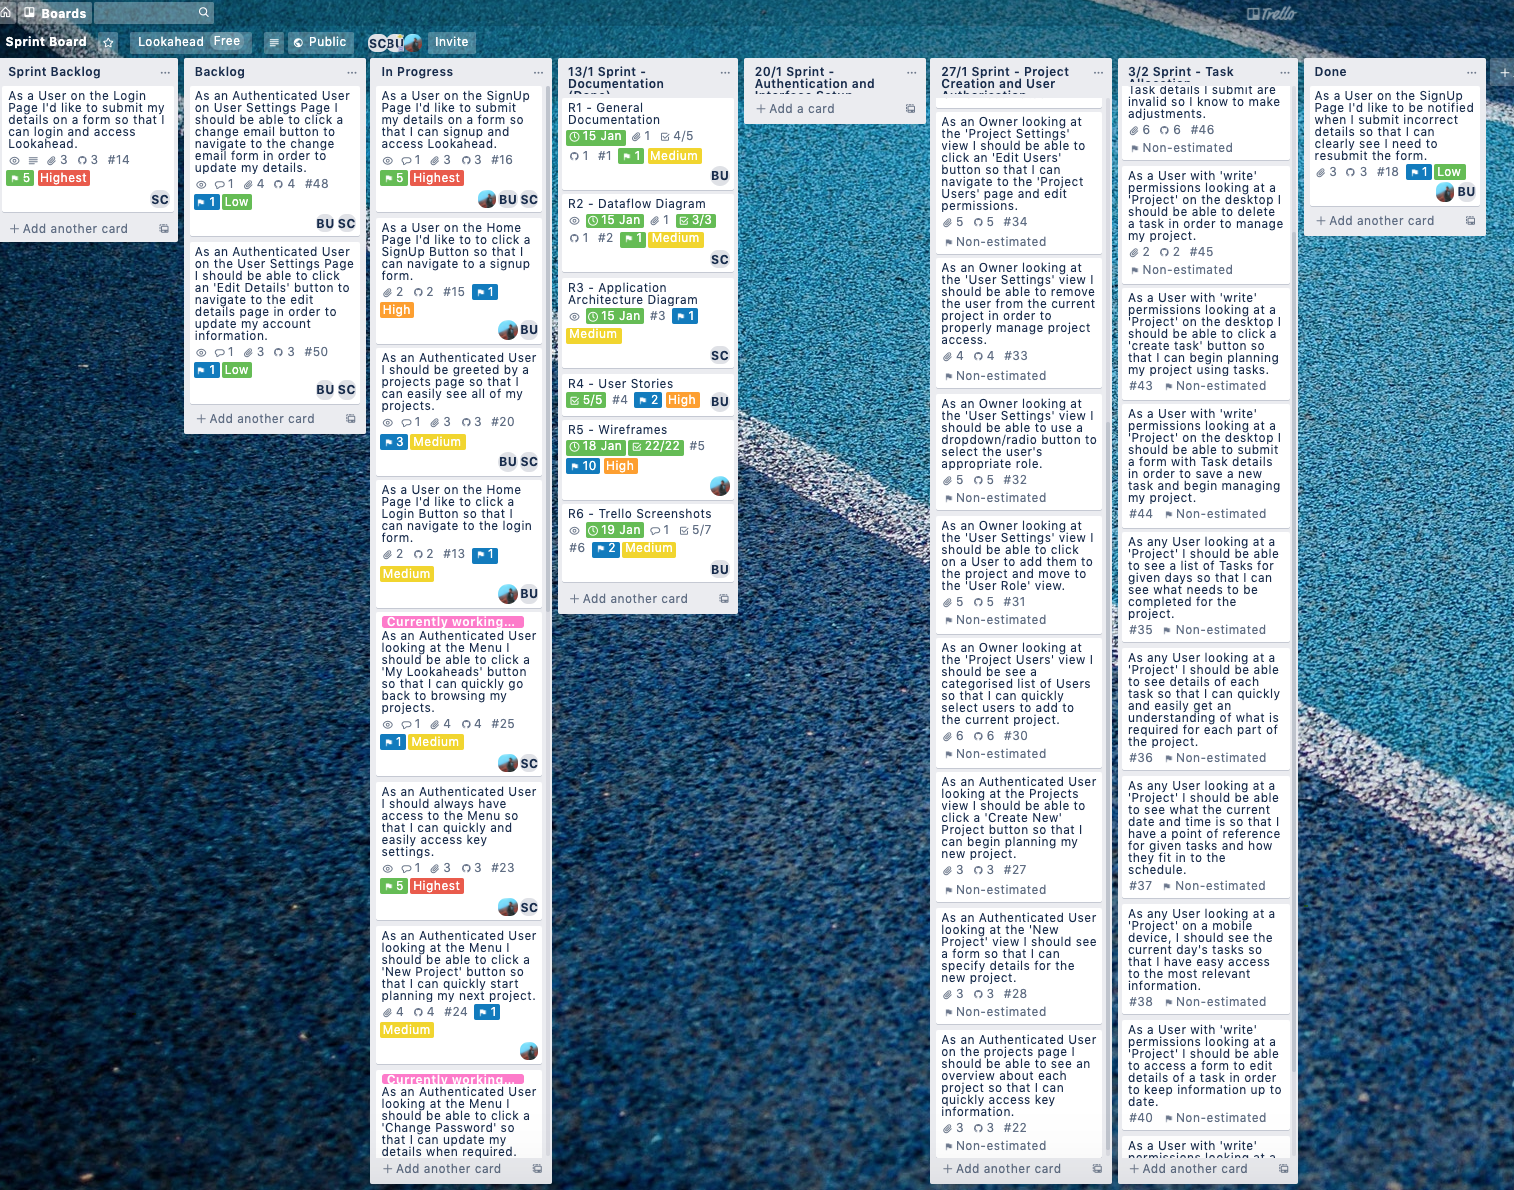 Boards
Trello
Sprint Board
Lookahead Free
Public
SC BU
Invite
Sprint Backlog
As a User on the Login
Page I'd like to submit my
details on a form so that I
can login and access
Lookahead.
3 3 #14
5 Highest
SC
+ Add another card
Backlog
As an Authenticated User
on User Settings Page I
should be able to click a
change email button to
navigate to the change
email form in order to
update my details.
1 4 4 #48
1 Low
BU SC
As an Authenticated User
on the User Settings Page
I should be able to click
an 'Edit Details' button to
navigate to the edit
details page in order to
update my account
information.
1 3 3 #50
1 Low
BU SC
+ Add another card
In Progress
As a User on the SignUp
Page I'd like to submit
my details on a form so
that I can signup and
access Lookahead.
1 3 3 #16
5 Highest
BU SC
As a User on the Home
Page I'd like to to click a
SignUp Button so that I
can navigate to a signup
form.
2 2 #15 1
High
BU
As an Authenticated User
I should be greeted by a
projects page so that I
can easily see all of my
projects.
1 3 3 #20
3 Medium
BU SC
As a User on the Home
Page I'd like to click a
Login Button so that I
can navigate to the login
form.
2 2 #13 1
Medium
BU
Currently working...
As an Authenticated User
looking at the Menu I
should be able to click a
'My Lookaheads' button
so that I can quickly go
back to browsing my
projects.
1 4 4 #25
1 Medium
SC
As an Authenticated User
I should always have
access to the Menu so
that I can quickly and
easily access key
settings.
1 3 3 #23
5 Highest
SC
As an Authenticated User
looking at the Menu I
should be able to click a
'New Project' button so
that I can quickly start
planning my next project.
4 4 #24 1
Medium
Currently working...
As an Authenticated User
looking at the Menu I
should be able to click a
'Change Password' so
that I can update my
details when required.
+ Add another card
13/1 Sprint -
Documentation
(Done)
R1 - General
Documentation
15 Jan 1 4/5
1 #1 1 Medium
BU
R2 - Dataflow Diagram
15 Jan 1 3/3
1 #2 1 Medium
SC
R3 - Application
Architecture Diagram
15 Jan #3 1
Medium
SC
R4 - User Stories
5/5 #4 2 High
BU
R5 - Wireframes
18 Jan 22/22 #5
10 High
R6 - Trello Screenshots
19 Jan 1 5/7
#6 2 Medium
BU
+ Add another card
20/1 Sprint -
Authentication and
Interface Setup
+ Add a card
27/1 Sprint - Project
Creation and User
Authorisation
As an Owner looking at
the 'Project Settings'
view I should be able to
click an 'Edit Users'
button so that I can
navigate to the 'Project
Users' page and edit
permissions.
5 5 #34
Non-estimated
As an Owner looking at
the 'User Settings' view I
should be able to remove
the user from the current
project in order to
properly manage project
access.
4 4 #33
Non-estimated
As an Owner looking at
the 'User Settings' view I
should be able to use a
dropdown/radio button to
select the user's
appropriate role.
5 5 #32
Non-estimated
As an Owner looking at
the 'User Settings' view I
should be able to click
on a User to add them to
the project and move to
the 'User Role' view.
5 5 #31
Non-estimated
As an Owner looking at
the 'Project Users' view I
should be see a
categorised list of Users
so that I can quickly
select users to add to
the current project.
6 6 #30
Non-estimated
As an Authenticated User
looking at the Projects
view I should be able to
click a 'Create New'
Project button so that I
can begin planning my
new project.
3 3 #27
Non-estimated
As an Authenticated User
looking at the 'New
Project' view I should see
a form so that I can
specify details for the
new project.
3 3 #28
Non-estimated
As an Authenticated User
on the projects page I
should be able to see an
overview about each
project so that I can
quickly access key
information.
3 3 #22
Non-estimated
+ Add another card
3/2 Sprint - Task
Allocation
Task details I submit are
invalid so I know to make
adjustments.
6 6 #46
Non-estimated
As a User with 'write'
permissions looking at a
'Project' on the desktop I
should be able to delete
a task in order to manage
my project.
2 2 #45
Non-estimated
As a User with 'write'
permissions looking at a
'Project' on the desktop I
should be able to click a
'create task' button so
that I can begin planning
my project using tasks.
#43 Non-estimated
As a User with 'write'
permissions looking at a
'Project' on the desktop I
should be able to submit
a form with Task details
in order to save a new
task and begin managing
my project.
#44 Non-estimated
As any User looking at a
'Project' I should be able
to see a list of Tasks for
given days so that I can
see what needs to be
completed for the
project.
#35 Non-estimated
As any User looking at a
'Project' I should be able
to see details of each
task so that I can quickly
and easily get an
understanding of what is
required for each part of
the project.
#36 Non-estimated
As any User looking at a
'Project' I should be able
to see what the current
date and time is so that I
have a point of reference
for given tasks and how
they fit in to the
schedule.
#37 Non-estimated
As any User looking at a
'Project' on a mobile
device, I should see the
current day's tasks so
that I have easy access
to the most relevant
information.
#38 Non-estimated
As a User with 'write'
permissions looking at a
'Project' I should be able
to access a form to edit
details of a task in order
to keep information up to
date.
#40 Non-estimated
As a User with 'write'
permissions looking at a
+ Add another card
Done
As a User on the SignUp
Page I'd like to be notified
when I submit incorrect
details so that I can
clearly see I need to
resubmit the form.
3 3 #18 1 Low
BU
+ Add another card